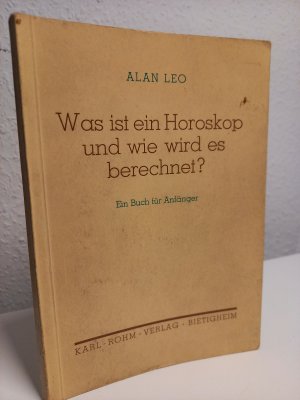 ALAN LEO
Was ist ein Horoskop
und wie wird es
berechnet?
Ein Buch für Anfänger
KARL-ROHM-VERLAG · BIETIGHEIM